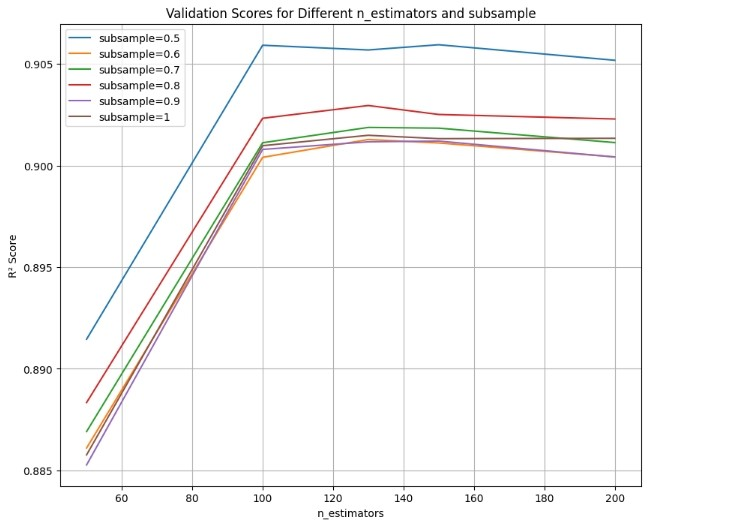 Validation Scores for Different n_estimators and subsample
subsample=0.5
subsample=0.6
subsample=0.7
subsample=0.8
subsample=0.9
subsample=1
0.905
0.900
0.895
0.890
0.885
R² Score
60 80 100 120 140 160 180 200
n_estimators